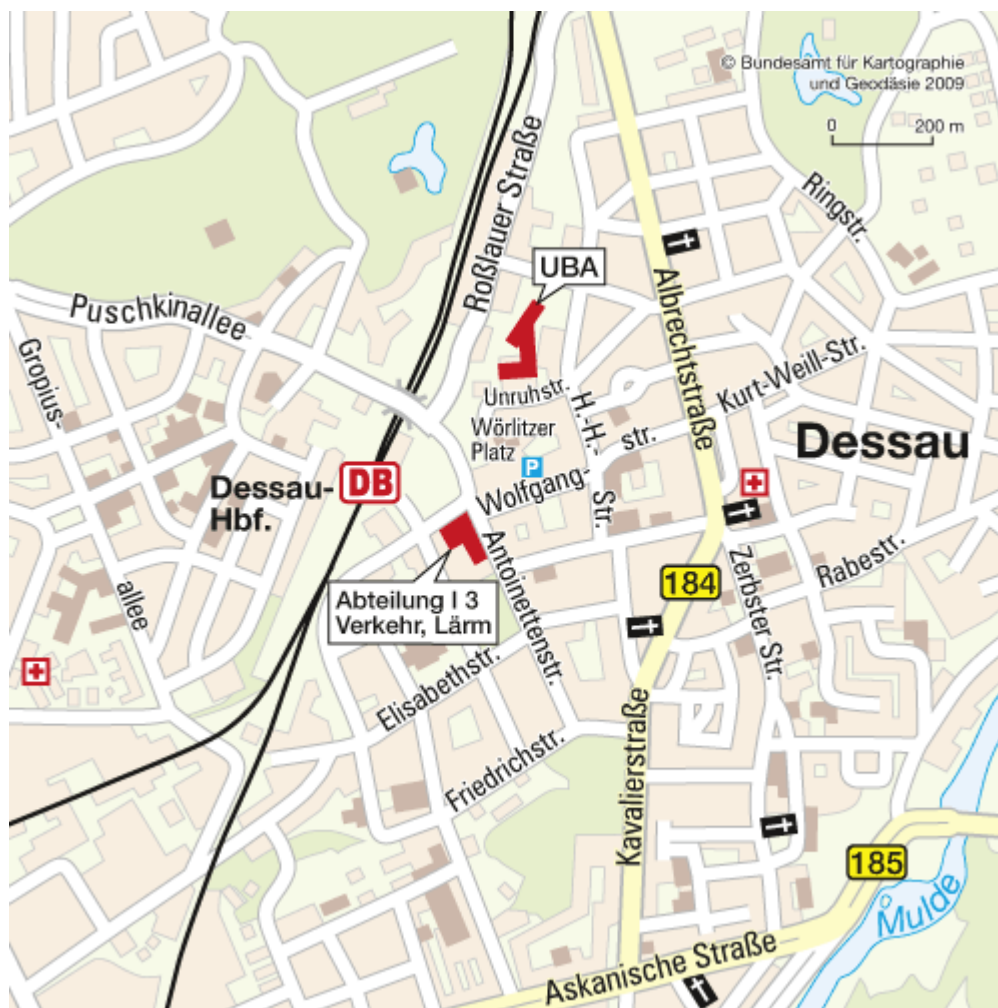 © Bundesamt für Kartographie
und Geodäsie 2009
0 200 m
Ringstr.
Roßlauer Straße
UBA
Albrechtstraße
Puschkinallee
Gropius-
allee
Unruhstr.
H.-H.-
Str.
Kurt-Weill-Str.
Wörlitzer
Platz
P
Wolfgang-
str.
Dessau
Dessau-
Hbf.
DB
Antoinettenstr.
Abteilung I 3
Verkehr, Lärm
184
Zerbster Str.
Rabestr.
Elisabethstr.
Friedrichstr.
Kavalierstraße
185
Mulde
Askanische Straße